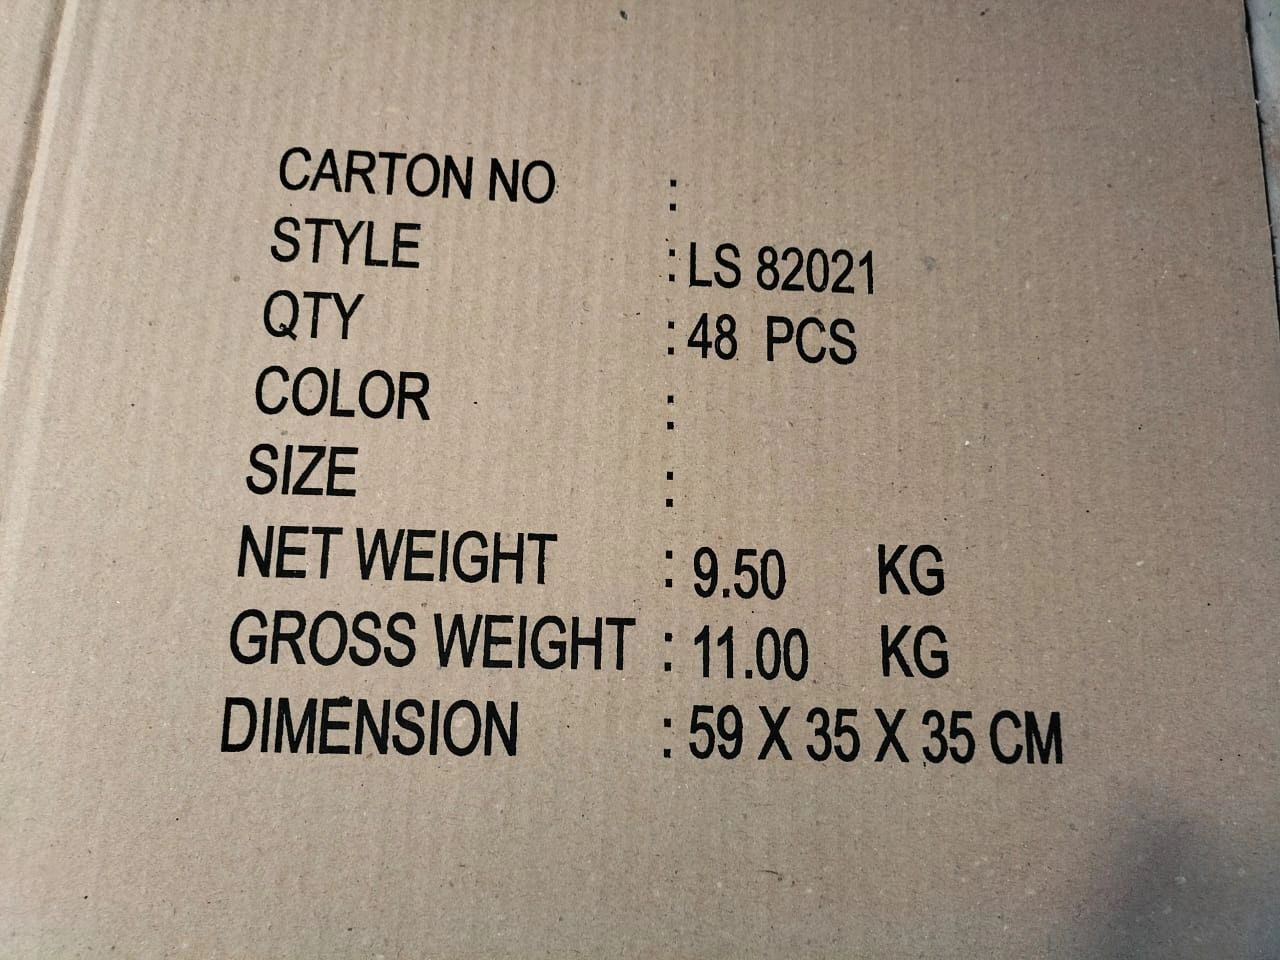 CARTON NO :
STYLE : LS 82021
QTY : 48 PCS
COLOR :
SIZE :
NET WEIGHT : 9.50 KG
GROSS WEIGHT : 11.00 KG
DIMENSION : 59 X 35 X 35 CM